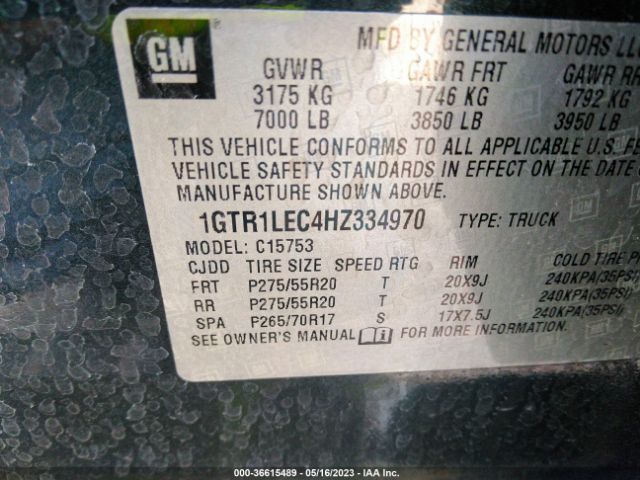 GM
MFD BY GENERAL MOTORS LLC
GVWR GAWR FRT GAWR RR
3175 KG 1746 KG 1792 KG
7000 LB 3850 LB 3950 LB
THIS VEHICLE CONFORMS TO ALL APPLICABLE U.S. FE
VEHICLE SAFETY STANDARDS IN EFFECT ON THE DATE O
MANUFACTURE SHOWN ABOVE.
1GTR1LEC4HZ334970 TYPE: TRUCK
MODEL: C15753
CJDD TIRE SIZE SPEED RTG RIM COLD TIRE P
FRT P275/55R20 T 20X9J 240KPA(35PSI)
RR P275/55R20 T 20X9J 240KPA(35PSI)
SPA P265/70R17 S 17X7.5J 240KPA(35PSI)
SEE OWNER'S MANUAL FOR MORE INFORMATION.
000-36615489 - 05/16/2023 - IAA Inc.